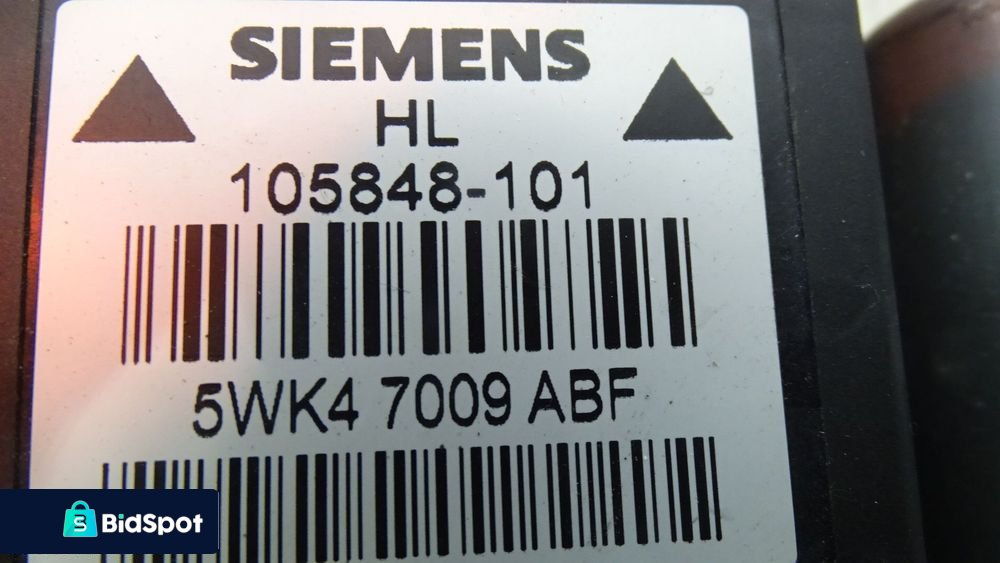 SIEMENS
HL
105848-101
5WK4 7009 ABF
BidSpot